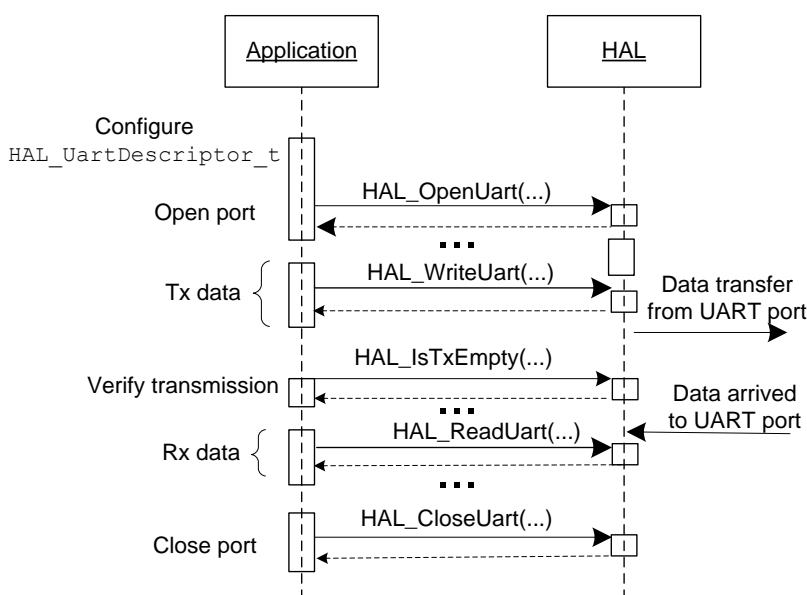 Application
HAL
Configure
HAL_UartDescriptor_t
HAL_OpenUart(...)
Open port
...
HAL_WriteUart(...)
Tx data
Data transfer
from UART port
HAL_IsTxEmpty(...)
Verify transmission
Data arrived
to UART port
...
HAL_ReadUart(...)
Rx data
...
HAL_CloseUart(...)
Close port